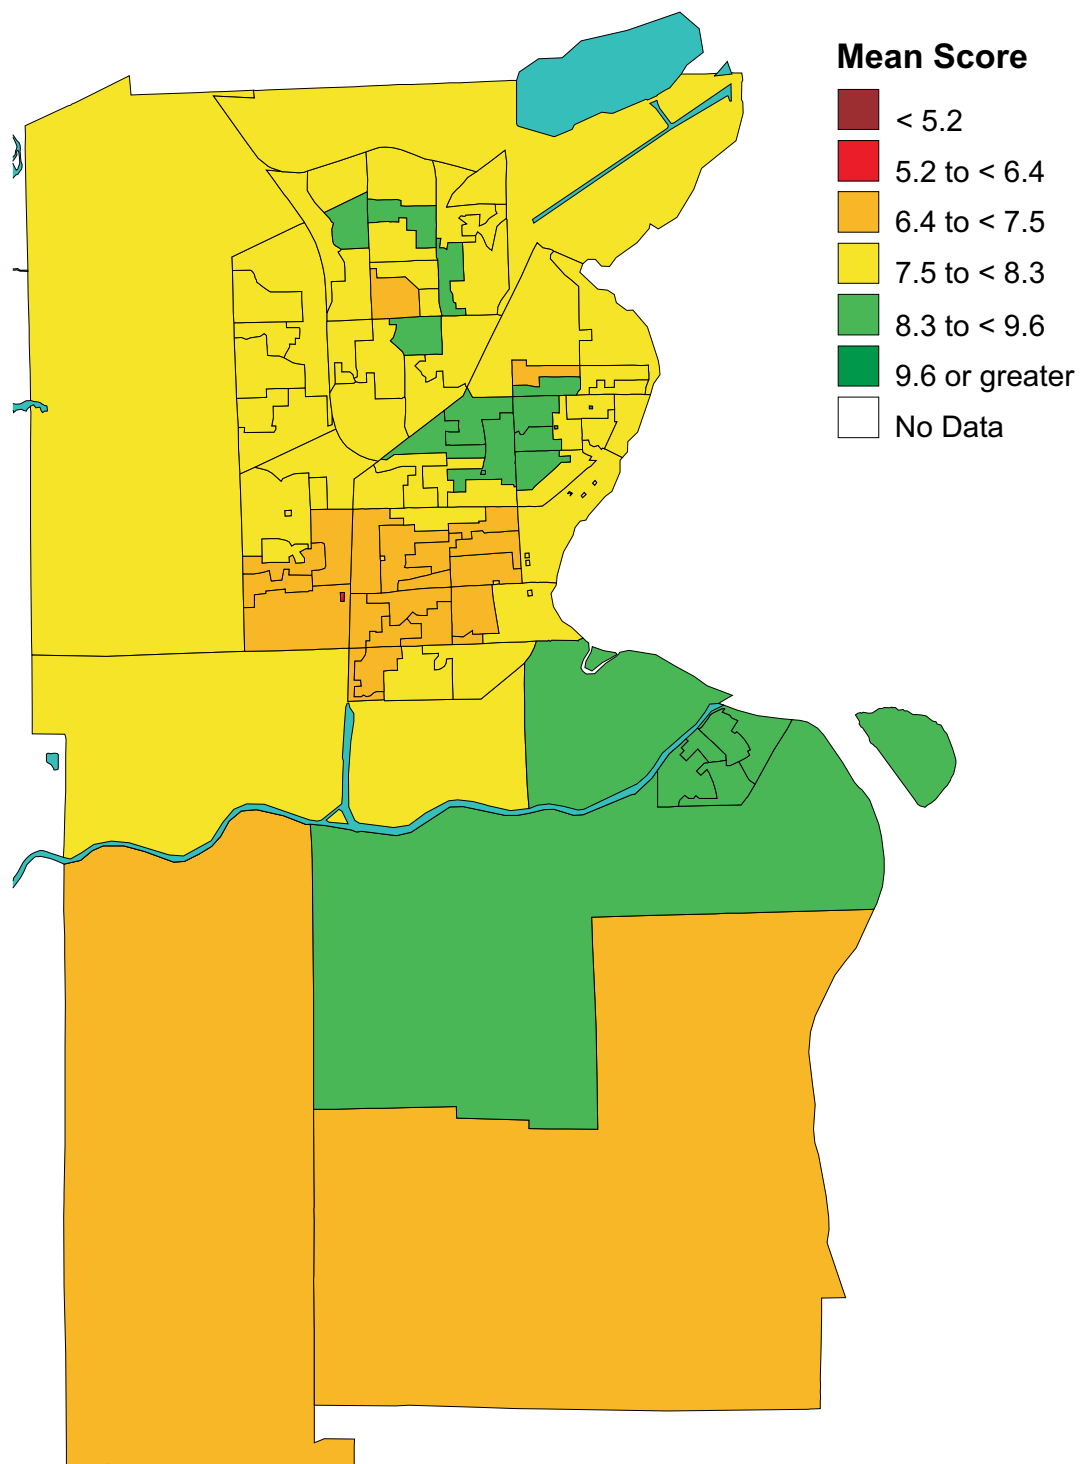 Mean Score
< 5.2
5.2 to < 6.4
6.4 to < 7.5
7.5 to < 8.3
8.3 to < 9.6
9.6 or greater
No Data